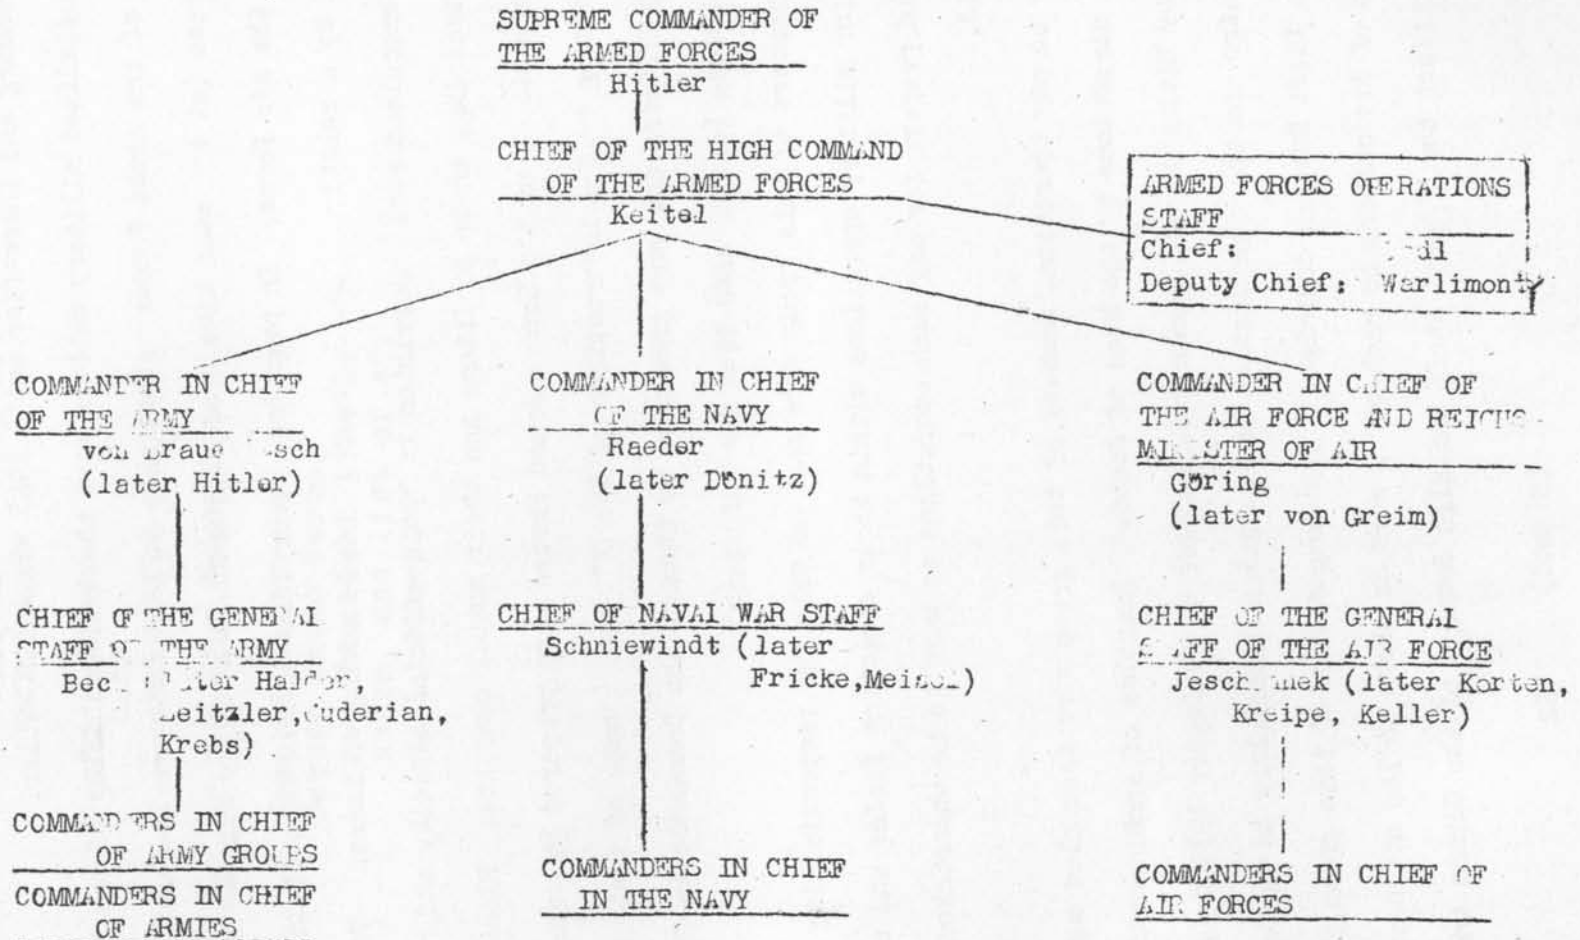 SUPREME COMMANDER OF
THE ARMED FORCES
Hitler
CHIEF OF THE HIGH COMMAND
OF THE ARMED FORCES
Keitel
ARMED FORCES OPERATIONS
STAFF
Chief:
Deputy Chief: Warlimont
COMMANDER IN CHIEF
OF THE ARMY
von
(later Hitler)
CHIEF OF THE GENERAL
STAFF OF THE ARMY
(later Halder,
Zeitzler, Guderian,
Krebs)
COMMANDERS IN CHIEF
OF ARMY GROUPS
COMMANDERS IN CHIEF
OF ARMIES
COMMANDER IN CHIEF
OF THE NAVY
Raeder
(later Dönitz)
CHIEF OF NAVAL WAR STAFF
Schniewindt (later
Fricke,Meisel)
COMMANDERS IN CHIEF
IN THE NAVY
COMMANDER IN CHIEF OF
THE AIR FORCE AND REICHS
MINISTER OF AIR
Göring
(later von Greim)
CHIEF OF THE GENERAL
STAFF OF THE AIR FORCE
(later Korten,
Kreipe, Keller)
COMMANDERS IN CHIEF OF
AIR FORCES